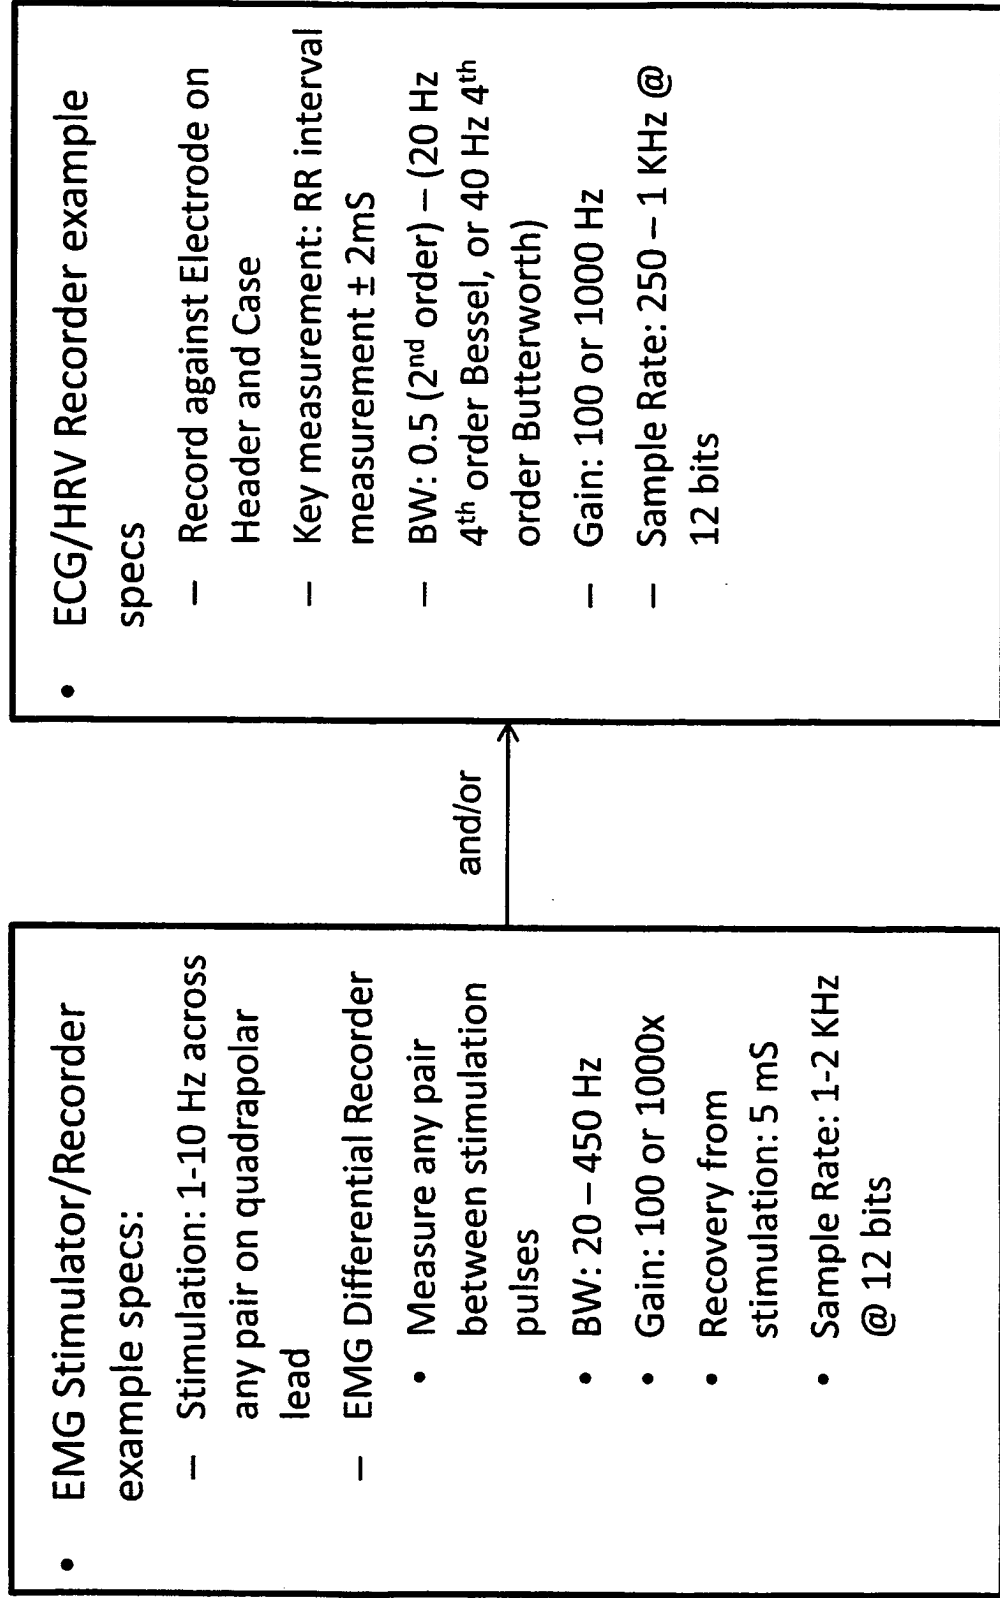 • EMG Stimulator/Recorder
example specs:
– Stimulation: 1-10 Hz across
any pair on quadrapolar
lead
– EMG Differential Recorder
• Measure any pair
between stimulation
pulses
• BW: 20 – 450 Hz
• Gain: 100 or 1000x
• Recovery from
stimulation: 5 mS
• Sample Rate: 1-2 KHz
@ 12 bits
and/or
• ECG/HRV Recorder example
specs
– Record against Electrode on
Header and Case
– Key measurement: RR interval
measurement ± 2mS
– BW: 0.5 (2nd order) – (20 Hz
4th order Bessel, or 40 Hz 4th
order Butterworth)
– Gain: 100 or 1000 Hz
– Sample Rate: 250 – 1 KHz @
12 bits